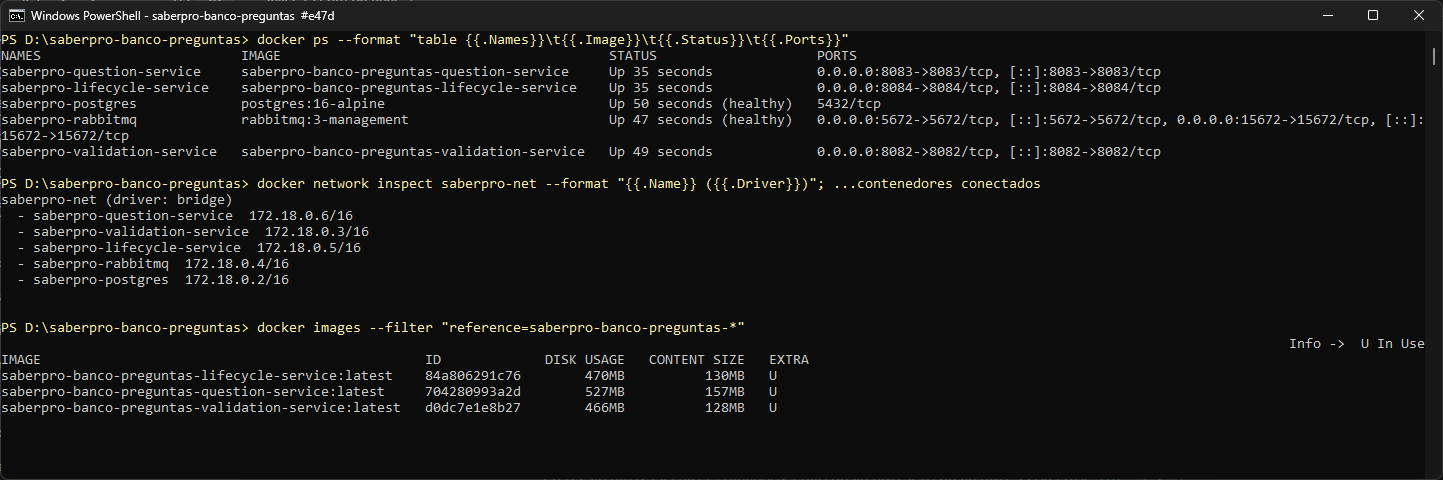 Windows PowerShell - saberpro-banco-preguntas #e47d
PS D:\saberpro-banco-preguntas> docker ps --format "table {{.Names}}\t{{.Image}}\t{{.Status}}\t{{.Ports}}"
NAMES IMAGE STATUS PORTS
saberpro-question-service saberpro-banco-preguntas-question-service Up 35 seconds 0.0.0.0:8083->8083/tcp, [::]:8083->8083/tcp
saberpro-lifecycle-service saberpro-banco-preguntas-lifecycle-service Up 35 seconds 0.0.0.0:8084->8084/tcp, [::]:8084->8084/tcp
saberpro-postgres postgres:16-alpine Up 50 seconds (healthy) 5432/tcp
saberpro-rabbitmq rabbitmq:3-management Up 47 seconds (healthy) 0.0.0.0:5672->5672/tcp, [::]:5672->5672/tcp, 0.0.0.0:15672->15672/tcp, [::]:
15672->15672/tcp
saberpro-validation-service saberpro-banco-preguntas-validation-service Up 49 seconds 0.0.0.0:8082->8082/tcp, [::]:8082->8082/tcp
PS D:\saberpro-banco-preguntas> docker network inspect saberpro-net --format "{{.Name}} ({{.Driver}})"; ...contenedores conectados
saberpro-net (driver: bridge)
- saberpro-question-service 172.18.0.6/16
- saberpro-validation-service 172.18.0.3/16
- saberpro-lifecycle-service 172.18.0.5/16
- saberpro-rabbitmq 172.18.0.4/16
- saberpro-postgres 172.18.0.2/16
PS D:\saberpro-banco-preguntas> docker images --filter "reference=saberpro-banco-preguntas-*"
Info -> U In Use
IMAGE ID DISK USAGE CONTENT SIZE EXTRA
saberpro-banco-preguntas-lifecycle-service:latest 84a806291c76 470MB 130MB U
saberpro-banco-preguntas-question-service:latest 704280993a2d 527MB 157MB U
saberpro-banco-preguntas-validation-service:latest d0dc7e1e8b27 466MB 128MB U